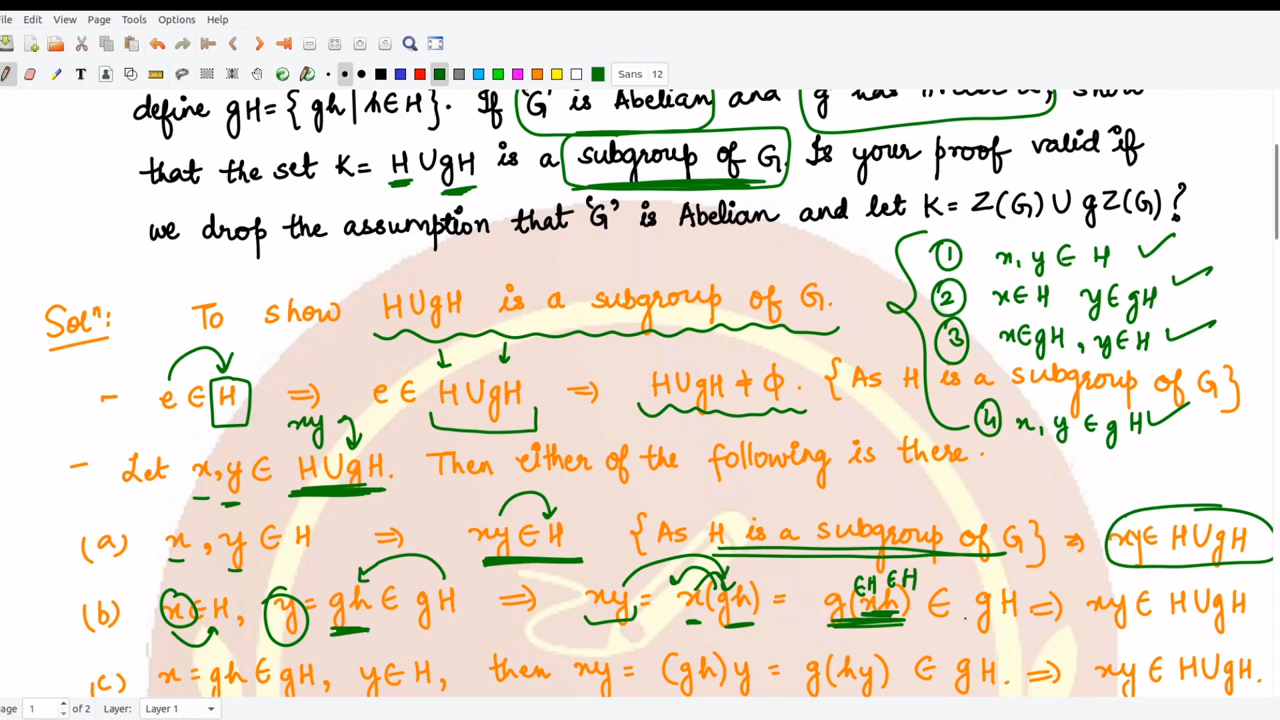 File Edit View Page Tools Options Help
Sans 12
define gH = { gh | h ∈ H }. If 'G' is Abelian and
that the set K = H ∪ gH is a subgroup of G. Is your proof valid if
we drop the assumption that 'G' is Abelian and let K = Z(G) ∪ gZ(G)?
① x, y ∈ H ✓
② x ∈ H y ∈ gH ✓
③ x ∈ gH, y ∈ H ✓
④ x, y ∈ gH ✓
Solⁿ: To show H∪gH is a subgroup of G.
- e ∈ H ⇒ e ∈ H∪gH ⇒ H∪gH ≠ ϕ. {As H is a subgroup of G}
xy
- Let x, y ∈ H∪gH. Then either of the following is there.
(a) x, y ∈ H ⇒ xy ∈ H {As H is a subgroup of G} ⇒ xy ∈ H∪gH
∈H ∈H
(b) x ∈ H, y = gh ∈ gH ⇒ xy = x(gh) = g(xh) ∈ gH ⇒ xy ∈ H∪gH
(c) x = gh ∈ gH, y ∈ H, then xy = (gh)y = g(hy) ∈ gH. ⇒ xy ∈ H∪gH.
Page 1 of 2 Layer: Layer 1